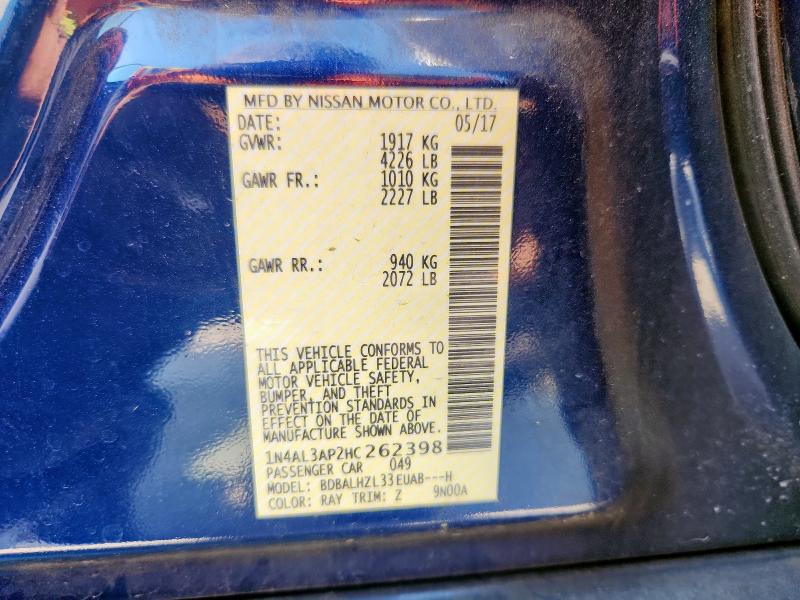 MFD BY NISSAN MOTOR CO., LTD.
DATE: 05/17
GVWR: 1917 KG
4226 LB
GAWR FR.: 1010 KG
2227 LB
GAWR RR.: 940 KG
2072 LB
THIS VEHICLE CONFORMS TO
ALL APPLICABLE FEDERAL
MOTOR VEHICLE SAFETY,
BUMPER, AND THEFT
PREVENTION STANDARDS IN
EFFECT ON THE DATE OF
MANUFACTURE SHOWN ABOVE.
1N4AL3AP2HC262398
PASSENGER CAR 049
MODEL: BDBALHZL33EUAB---H
COLOR: RAY TRIM: Z 9N00A